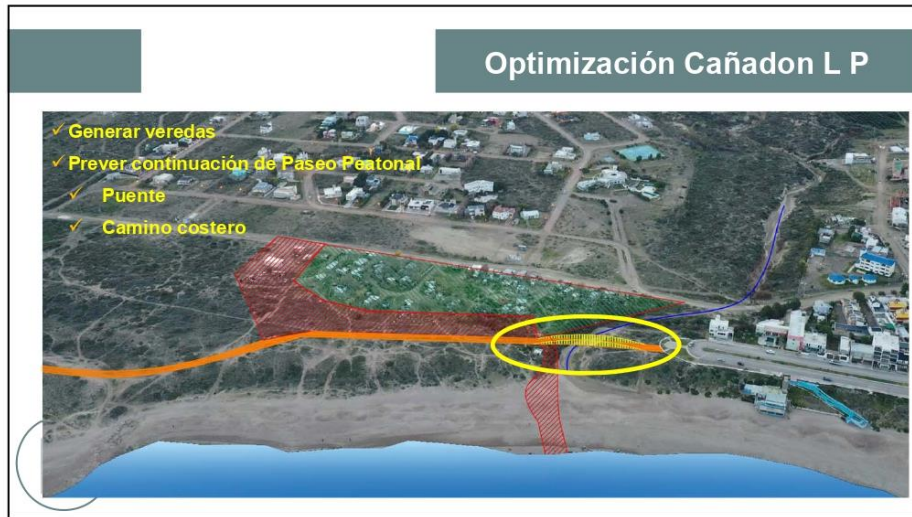 Optimización Cañadon L P
Generar veredas
Prever continuación de Paseo Peatonal
Puente
Camino costero